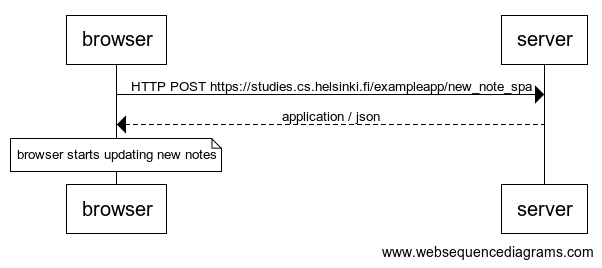 browser
server
HTTP POST https://studies.cs.helsinki.fi/exampleapp/new_note_spa
application / json
browser starts updating new notes
browser
server
www.websequencediagrams.com